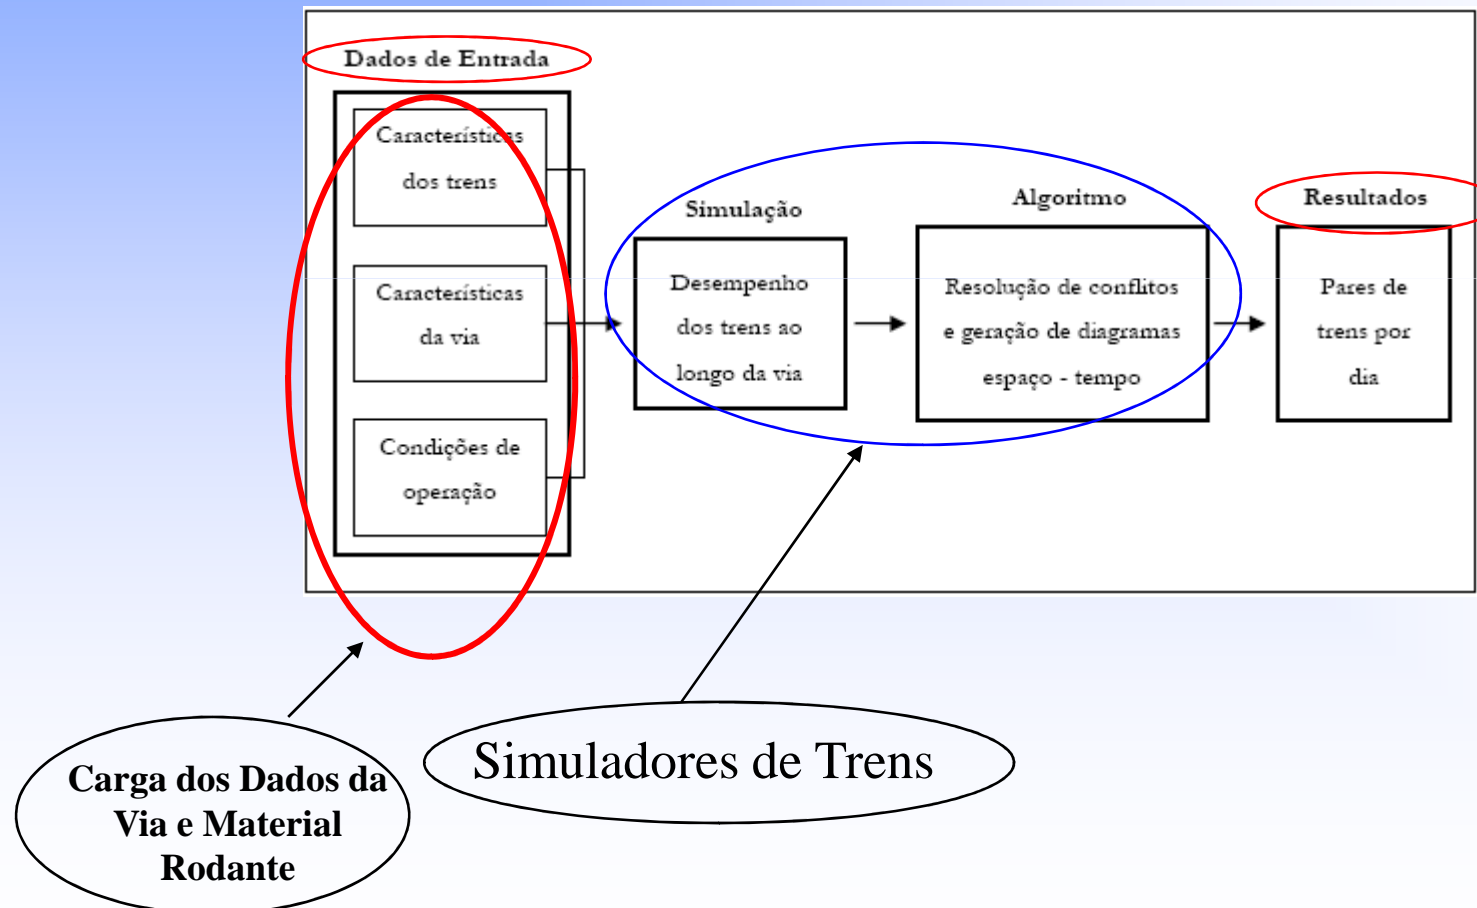 Dados de Entrada
Características
dos trens
Características
da via
Condições de
operação
Simulação
Desempenho
dos trens ao
longo da via
Algoritmo
Resolução de conflitos
e geração de diagramas
espaço - tempo
Resultados
Pares de
trens por
dia
Carga dos Dados da
Via e Material
Rodante
Simuladores de Trens